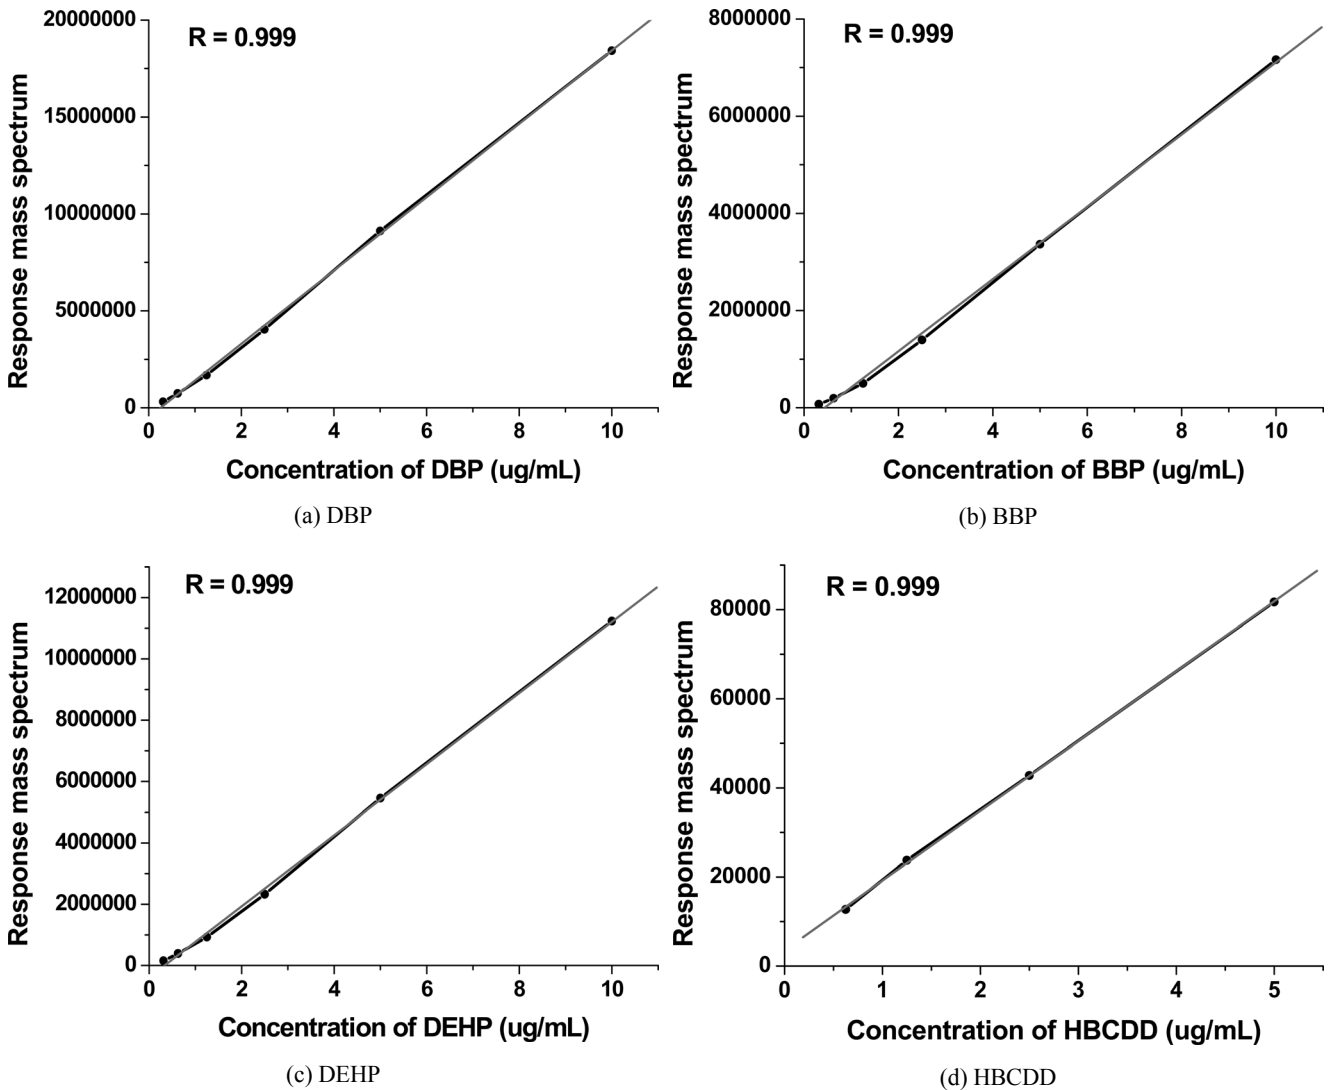 R = 0.999
Response mass spectrum
20000000
15000000
10000000
5000000
0
0 2 4 6 8 10
Concentration of DBP (ug/mL)
(a) DBP
R = 0.999
Response mass spectrum
8000000
6000000
4000000
2000000
0
0 2 4 6 8 10
Concentration of BBP (ug/mL)
(b) BBP
R = 0.999
Response mass spectrum
12000000
10000000
8000000
6000000
4000000
2000000
0
0 2 4 6 8 10
Concentration of DEHP (ug/mL)
(c) DEHP
R = 0.999
Response mass spectrum
80000
60000
40000
20000
0
0 1 2 3 4 5
Concentration of HBCDD (ug/mL)
(d) HBCDD